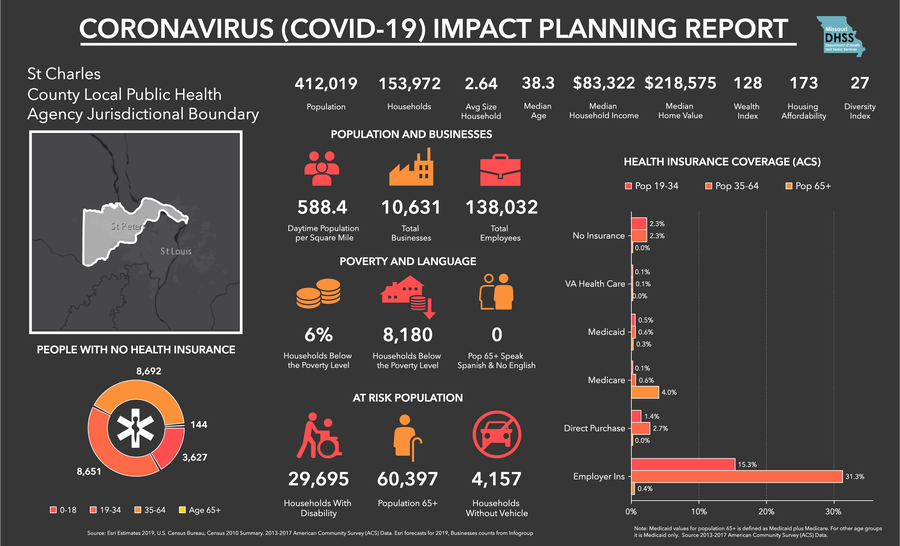 CORONAVIRUS (COVID-19) IMPACT PLANNING REPORT
Missouri
DHSS
Department of Health
and Senior Services
St Charles
County Local Public Health
Agency Jurisdictional Boundary
412,019
Population
153,972
Households
2.64
Avg Size
Household
38.3
Median
Age
$83,322
Median
Household Income
$218,575
Median
Home Value
128
Wealth
Index
173
Housing
Affordability
27
Diversity
Index
St Peter
St Louis
PEOPLE WITH NO HEALTH INSURANCE
8,692
144
3,627
8,651
0-18
19-34
35-64
Age 65+
POPULATION AND BUSINESSES
588.4
Daytime Population
per Square Mile
10,631
Total
Businesses
138,032
Total
Employees
POVERTY AND LANGUAGE
6%
Households Below
the Poverty Level
8,180
Households Below
the Poverty Level
0
Pop 65+ Speak
Spanish & No English
AT RISK POPULATION
29,695
Households With
Disability
60,397
Population 65+
4,157
Households
Without Vehicle
HEALTH INSURANCE COVERAGE (ACS)
Pop 19-34
Pop 35-64
Pop 65+
No Insurance
2.3%
2.3%
0.0%
VA Health Care
0.1%
0.1%
0.0%
Medicaid
0.5%
0.6%
0.3%
Medicare
0.1%
0.6%
4.0%
Direct Purchase
1.4%
2.7%
0.0%
Employer Ins
15.3%
31.3%
0.4%
0%
10%
20%
30%
Source: Esri Estimates 2019, U.S. Census Bureau, Census 2010 Summary. 2013-2017 American Community Survey (ACS) Data. Esri forecasts for 2019, Businesses counts from Infogroup
Note: Medicaid values for population 65+ is defined as Medicaid plus Medicare. For other age groups
it is Medicaid only. Source 2013-2017 American Community Survey (ACS) Data.